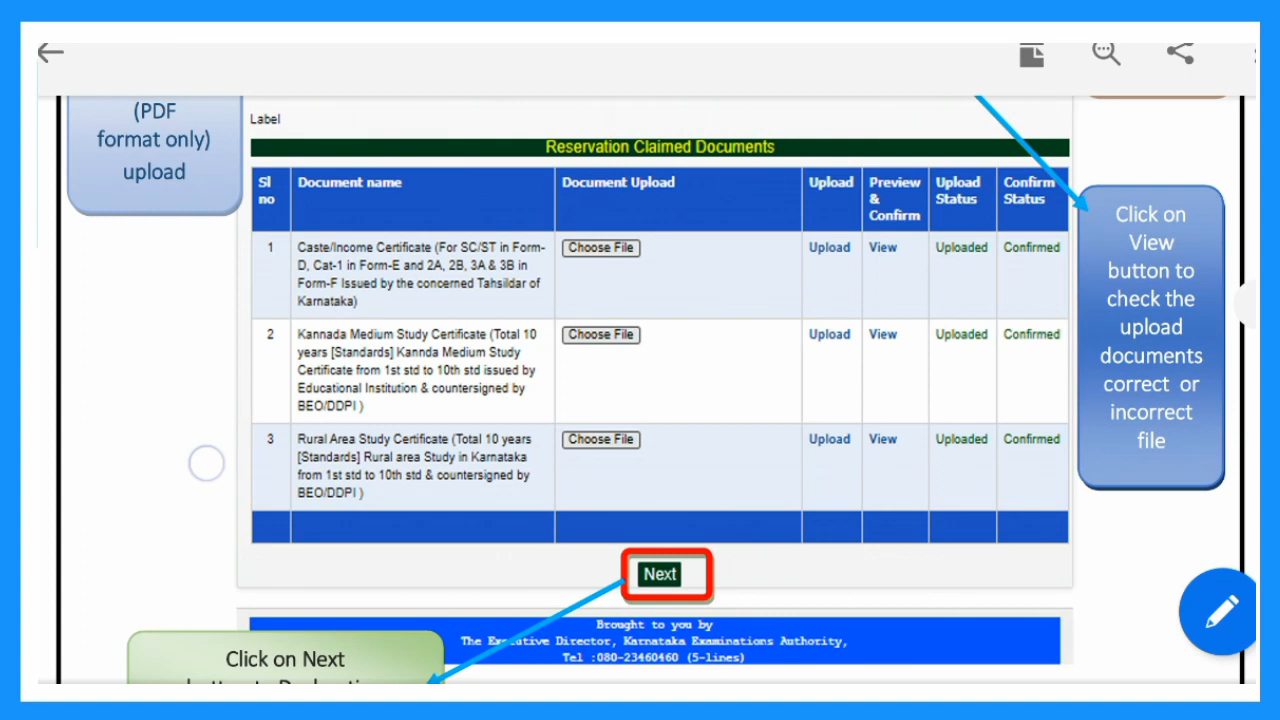 (PDF
format only)
upload
Label
Reservation Claimed Documents
Sl no Document name Document Upload Upload Preview & Confirm Upload Status Confirm Status
1 Caste/Income Certificate (For SC/ST in Form- Choose File Upload View Uploaded Confirmed
D, Cat-1 in Form-E and 2A, 2B, 3A & 3B in
Form-F Issued by the concerned Tahsildar of
Karnataka)
2 Kannada Medium Study Certificate (Total 10 Choose File Upload View Uploaded Confirmed
years [Standards] Kannda Medium Study
Certificate from 1st std to 10th std issued by
Educational Institution & countersigned by
BEO/DDPI )
3 Rural Area Study Certificate (Total 10 years Choose File Upload View Uploaded Confirmed
[Standards] Rural area Study in Karnataka
from 1st std to 10th std & countersigned by
BEO/DDPI )
Click on
View
button to
check the
upload
documents
correct or
incorrect
file
Next
Brought to you by
The Executive Director, Karnataka Examinations Authority,
Tel :080-23460460 (5-lines)
Click on Next